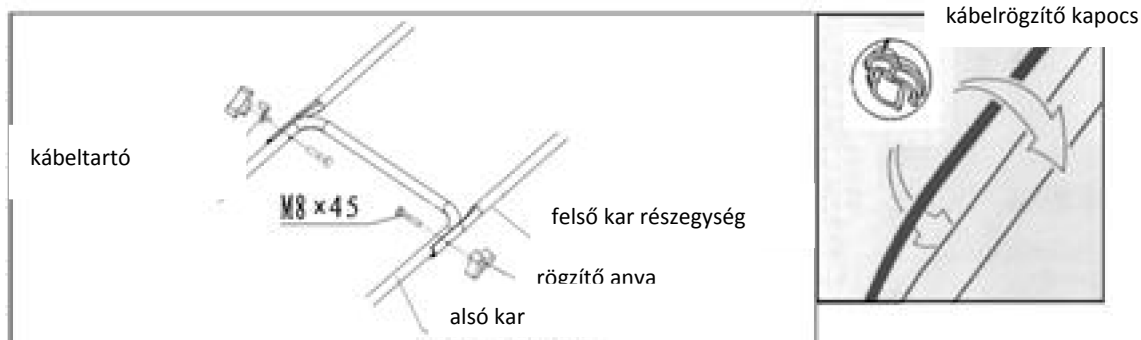 kábelrögzítő kapocs
kábeltartó
M8×45
felső kar részegység
rögzítő anya
alsó kar